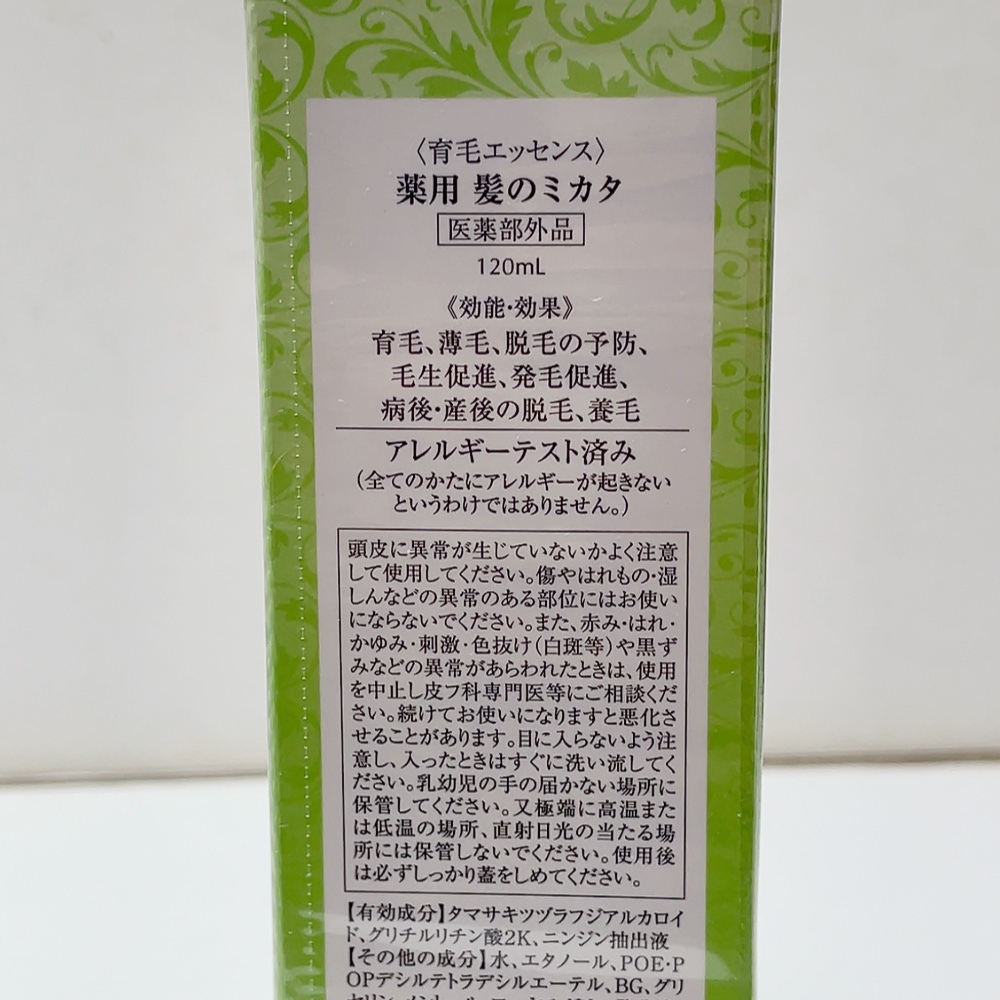 〈育毛エッセンス〉
薬用 髪のミカタ
医薬部外品
120mL
《効能・効果》
育毛、薄毛、脱毛の予防、
毛生促進、発毛促進、
病後・産後の脱毛、養毛
アレルギーテスト済み
（全てのかたにアレルギーが起きない
というわけではありません。）
頭皮に異常が生じていないかよく注意
して使用してください。傷やはれもの・湿
しんなどの異常のある部位にはお使い
にならないでください。また、赤み・はれ・
かゆみ・刺激・色抜け（白斑等）や黒ず
みなどの異常があらわれたときは、使用
を中止し皮フ科専門医等にご相談くだ
さい。続けてお使いになりますと悪化さ
せることがあります。目に入らないよう注
意し、入ったときはすぐに洗い流してく
ださい。乳幼児の手の届かない場所に
保管してください。又極端に高温また
は低温の場所、直射日光の当たる場
所には保管しないでください。使用後
は必ずしっかり蓋をしめてください。
【有効成分】タマサキツヅラフジアルカロイ
ド、グリチルリチン酸2K、ニンジン抽出液
【その他の成分】水、エタノール、POE・P
OPデシルテトラデシルエーテル、BG、グリ